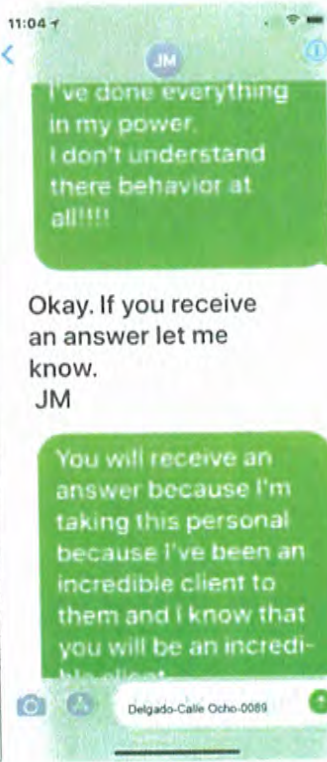 11:04
JM
I've done everything
in my power.
I don't understand
there behavior at
all!!!!
Okay. If you receive
an answer let me
know.
JM
You will receive an
answer because I'm
taking this personal
because I've been an
incredible client to
them and I know that
you will be an incredi-
ble client
Delgado-Calle Ocho-0089